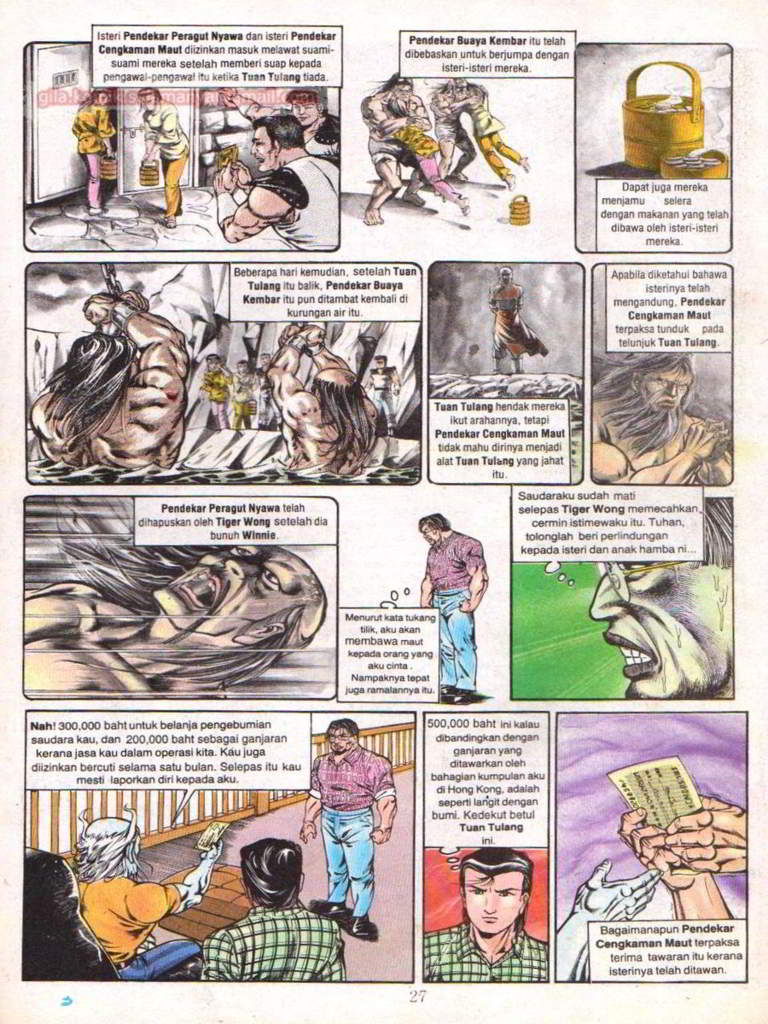 Isteri Pendekar Peragut Nyawa dan isteri Pendekar
Cengkaman Maut diizinkan masuk melawat suami-
suami mereka setelah memberi suap kepada
pengawal-pengawal itu ketika Tuan Tulang tiada.
Pendekar Buaya Kembar itu telah
dibebaskan untuk berjumpa dengan
isteri-isteri mereka.
Dapat juga mereka
menjamu selera
dengan makanan yang telah
dibawa oleh isteri-isteri
mereka.
Beberapa hari kemudian, setelah Tuan
Tulang itu balik, Pendekar Buaya
Kembar itu pun ditambat kembali di
kurungan air itu.
Tuan Tulang hendak mereka
ikut arahannya, tetapi
Pendekar Cengkaman Maut
tidak mahu dirinya menjadi
alat Tuan Tulang yang jahat
itu.
Apabila diketahui bahawa
isterinya telah
mengandung, Pendekar
Cengkaman Maut
terpaksa tunduk pada
telunjuk Tuan Tulang.
Pendekar Peragut Nyawa telah
dihapuskan oleh Tiger Wong setelah dia
bunuh Winnie.
Menurut kata tukang
tilik, aku akan
membawa maut
kepada orang yang
aku cinta.
Nampaknya tepat
juga ramalannya itu.
Saudaraku sudah mati
selepas Tiger Wong memecahkan
cermin istimewaku itu. Tuhan,
tolonglah beri perlindungan
kepada isteri dan anak hamba ni...
Nah! 300,000 baht untuk belanja pengebumian
saudara kau, dan 200,000 baht sebagai ganjaran
kerana jasa kau dalam operasi kita. Kau juga
diizinkan bercuti selama satu bulan. Selepas itu kau
mesti laporkan diri kepada aku.
500,000 baht ini kalau
dibandingkan dengan
ganjaran yang
ditawarkan oleh
bahagian kumpulan aku
di Hong Kong, adalah
seperti langit dengan
bumi. Kedekut betul
Tuan Tulang
ini.
Bagaimanapun Pendekar
Cengkaman Maut terpaksa
terima tawaran itu kerana
isterinya telah ditawan.
27